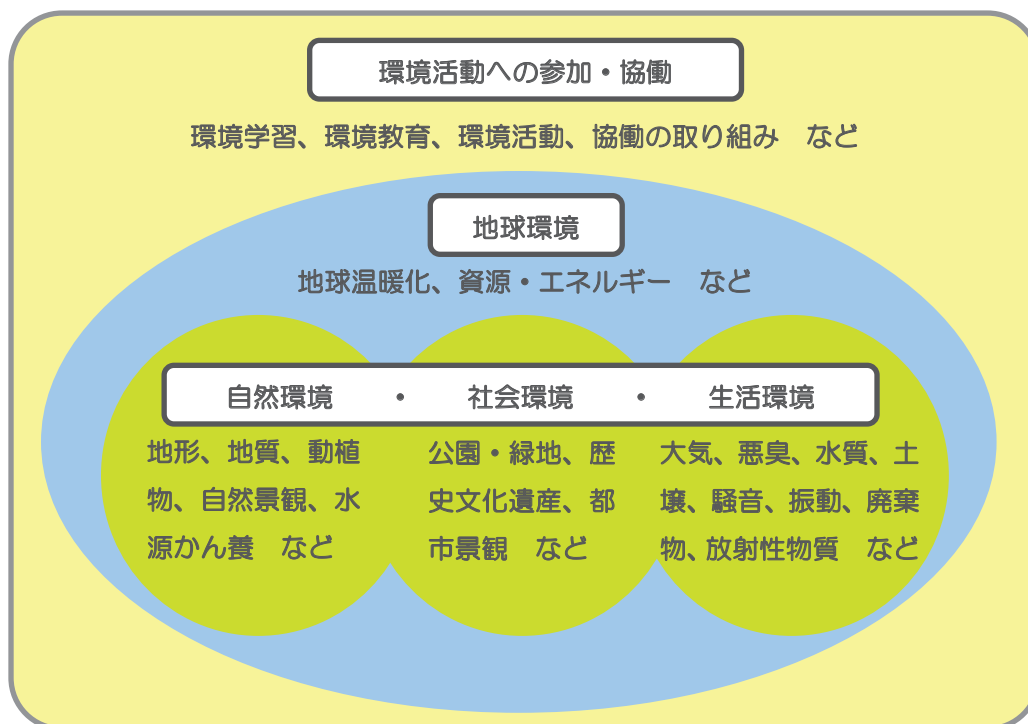 環境活動への参加・協働
環境学習、環境教育、環境活動、協働の取り組み　など
地球環境
地球温暖化、資源・エネルギー　など
自然環境　・　社会環境　・　生活環境
地形、地質、動植
物、自然景観、水
源かん養　など
公園・緑地、歴
史文化遺産、都
市景観　など
大気、悪臭、水質、土
壌、騒音、振動、廃棄
物、放射性物質　など